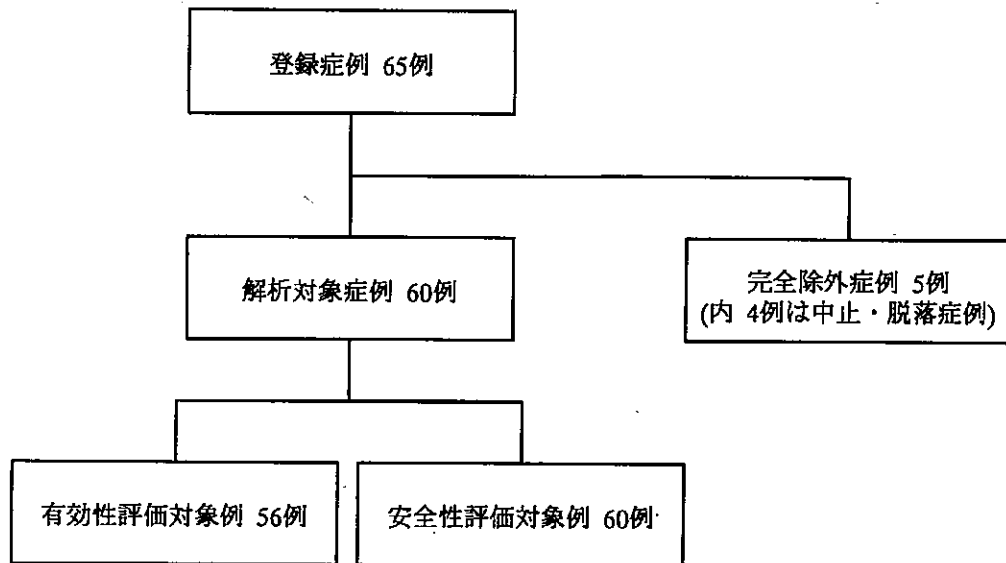 登録症例 65例
解析対象症例 60例
完全除外症例 5例
(内 4例は中止・脱落症例)
有効性評価対象例 56例
安全性評価対象例 60例